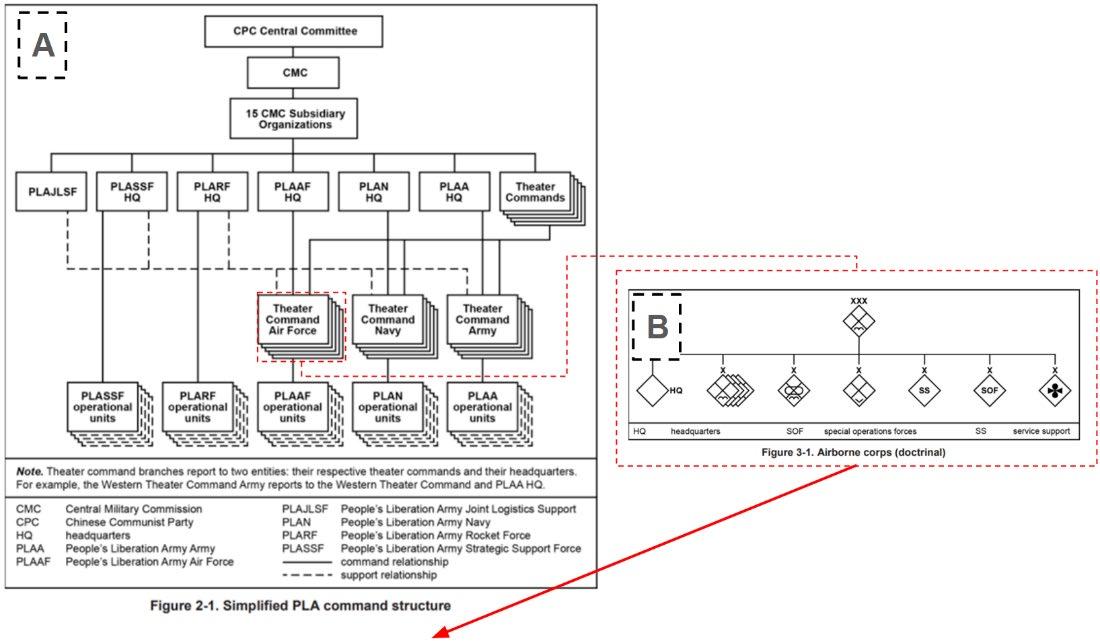 A
CPC Central Committee
CMC
15 CMC Subsidiary
Organizations
PLAJLSF
PLASSF
HQ
PLARF
HQ
PLAAF
HQ
PLAN
HQ
PLAA
HQ
Theater
Commands
Theater
Command
Air Force
Theater
Command
Navy
Theater
Command
Army
PLASSF
operational
units
PLARF
operational
units
PLAAF
operational
units
PLAN
operational
units
PLAA
operational
units
Note. Theater command branches report to two entities: their respective theater commands and their headquarters.
For example, the Western Theater Command Army reports to the Western Theater Command and PLAA HQ.
CMC Central Military Commission
CPC Chinese Communist Party
HQ headquarters
PLAA People's Liberation Army Army
PLAAF People's Liberation Army Air Force
PLAJLSF People's Liberation Army Joint Logistics Support
PLAN People's Liberation Army Navy
PLARF People's Liberation Army Rocket Force
PLASSF People's Liberation Army Strategic Support Force
command relationship
support relationship
Figure 2-1. Simplified PLA command structure
B
XXX
HQ
X
X
X
X
SS
X
SOF
X
HQ headquarters SOF special operations forces SS service support
Figure 3-1. Airborne corps (doctrinal)